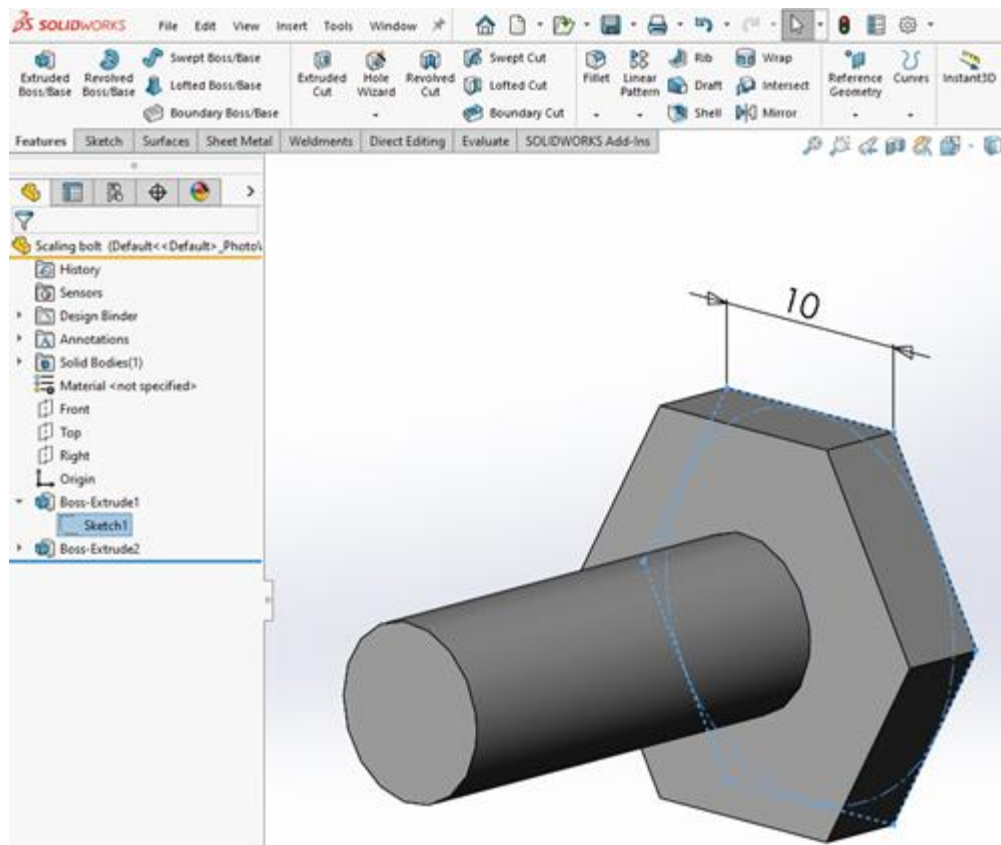 SOLIDWORKS File Edit View Insert Tools Window
Extruded Boss/Base
Revolved Boss/Base
Swept Boss/Base
Lofted Boss/Base
Boundary Boss/Base
Extruded Cut
Hole Wizard
Revolved Cut
Swept Cut
Lofted Cut
Boundary Cut
Fillet
Linear Pattern
Rib
Draft
Shell
Wrap
Intersect
Mirror
Reference Geometry
Curves
Instant3D
Features Sketch Surfaces Sheet Metal Weldments Direct Editing Evaluate SOLIDWORKS Add-Ins
Scaling bolt (Default<<Default>_Photo
History
Sensors
Design Binder
Annotations
Solid Bodies(1)
Material <not specified>
Front
Top
Right
Origin
Boss-Extrude1
Sketch1
Boss-Extrude2
10